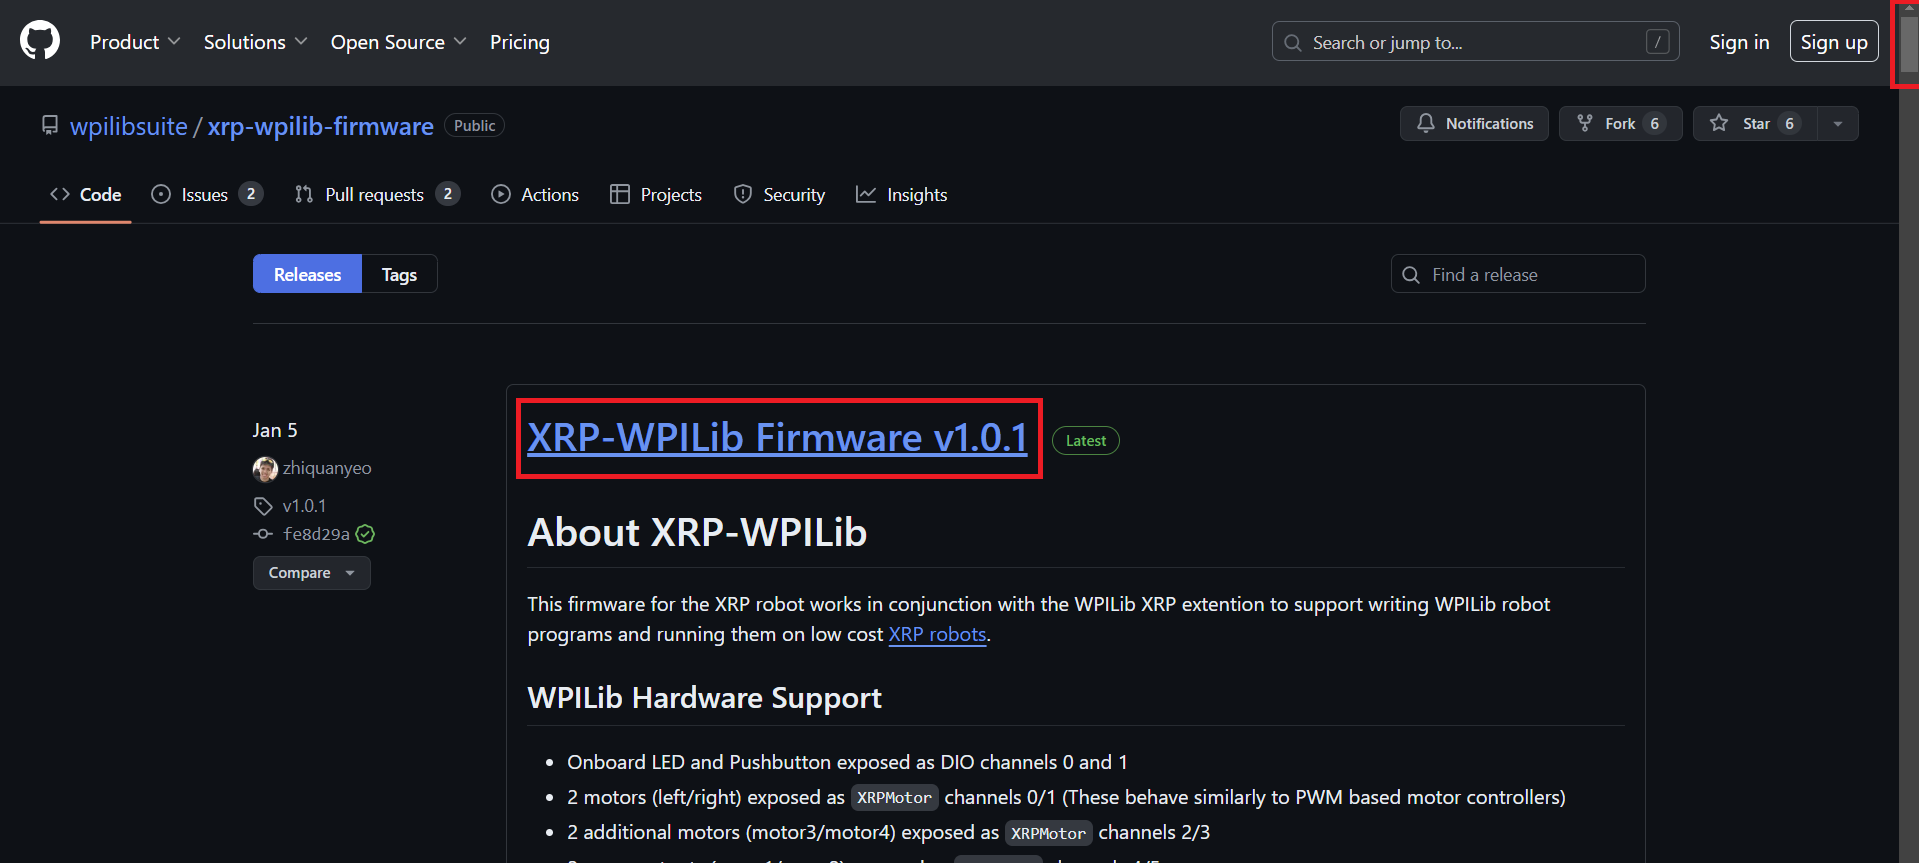 Product Solutions Open Source Pricing Search or jump to... / Sign in Sign up
wpilibsuite / xrp-wpilib-firmware Public Notifications Fork 6 Star 6
Code Issues 2 Pull requests 2 Actions Projects Security Insights
Releases Tags Find a release
Jan 5
zhiquanyeo
v1.0.1
fe8d29a
Compare
XRP-WPILib Firmware v1.0.1 Latest
About XRP-WPILib
This firmware for the XRP robot works in conjunction with the WPILib XRP extention to support writing WPILib robot
programs and running them on low cost XRP robots.
WPILib Hardware Support
• Onboard LED and Pushbutton exposed as DIO channels 0 and 1
• 2 motors (left/right) exposed as XRPMotor channels 0/1 (These behave similarly to PWM based motor controllers)
• 2 additional motors (motor3/motor4) exposed as XRPMotor channels 2/3